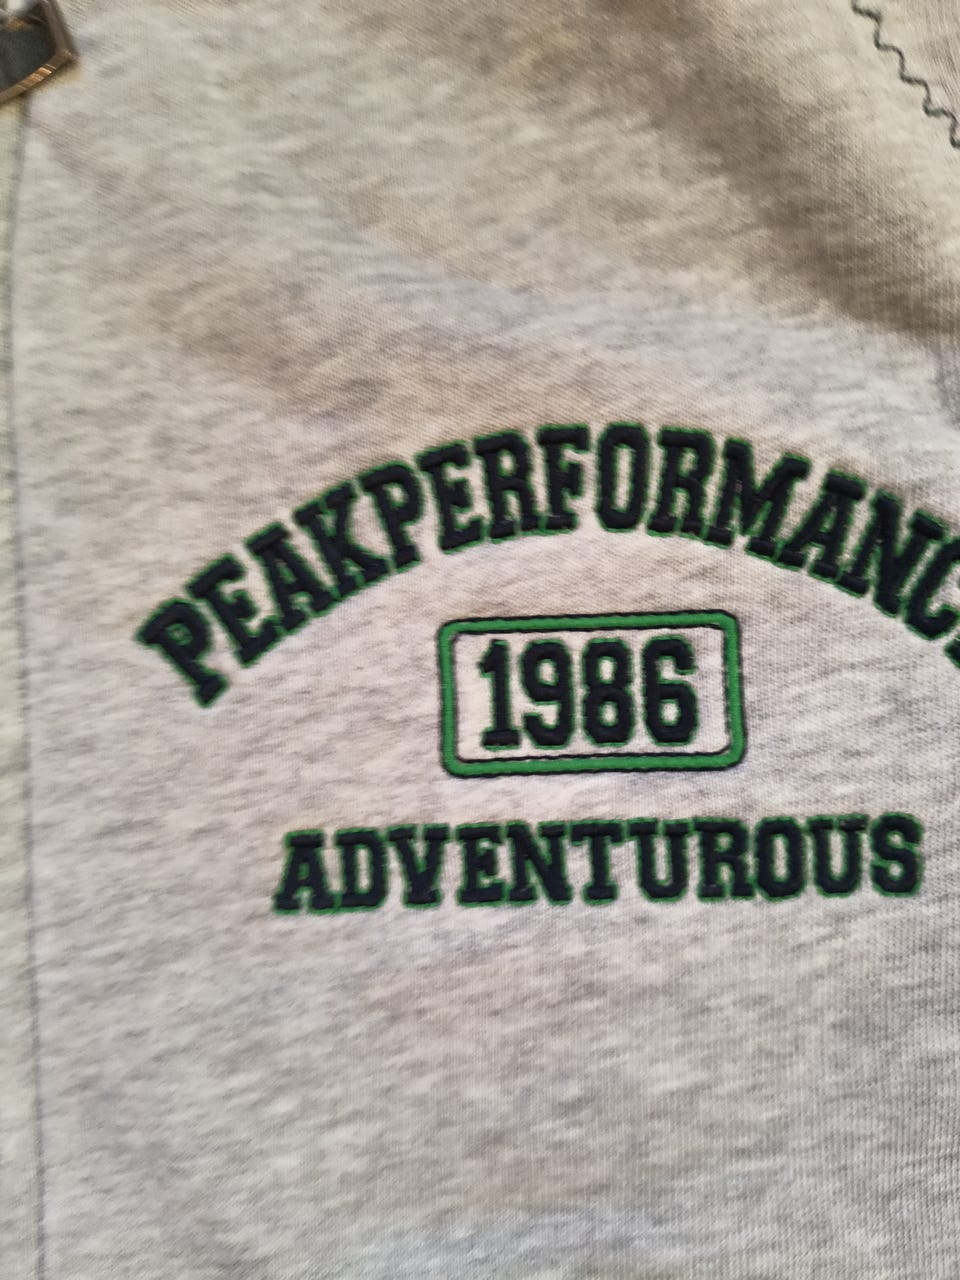 PEAKPERFORMANC
1986
ADVENTUROUS